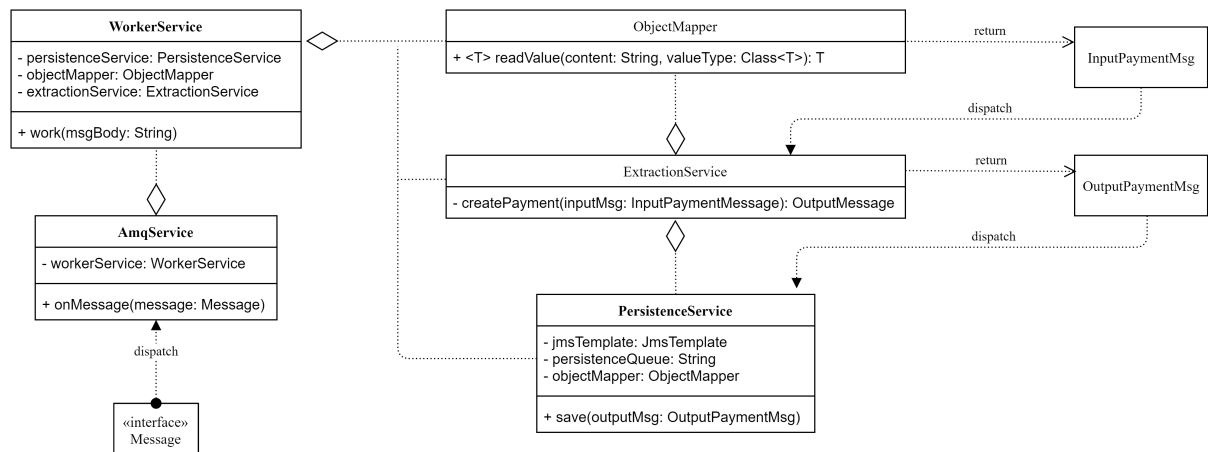 WorkerService
- persistenceService: PersistenceService
- objectMapper: ObjectMapper
- extractionService: ExtractionService
+ work(msgBody: String)
ObjectMapper
+ <T> readValue(content: String, valueType: Class<T>): T
return
InputPaymentMsg
dispatch
ExtractionService
- createPayment(inputMsg: InputPaymentMessage): OutputMessage
return
OutputPaymentMsg
dispatch
AmqService
- workerService: WorkerService
+ onMessage(message: Message)
dispatch
«interface»
Message
PersistenceService
- jmsTemplate: JmsTemplate
- persistenceQueue: String
- objectMapper: ObjectMapper
+ save(outputMsg: OutputPaymentMsg)